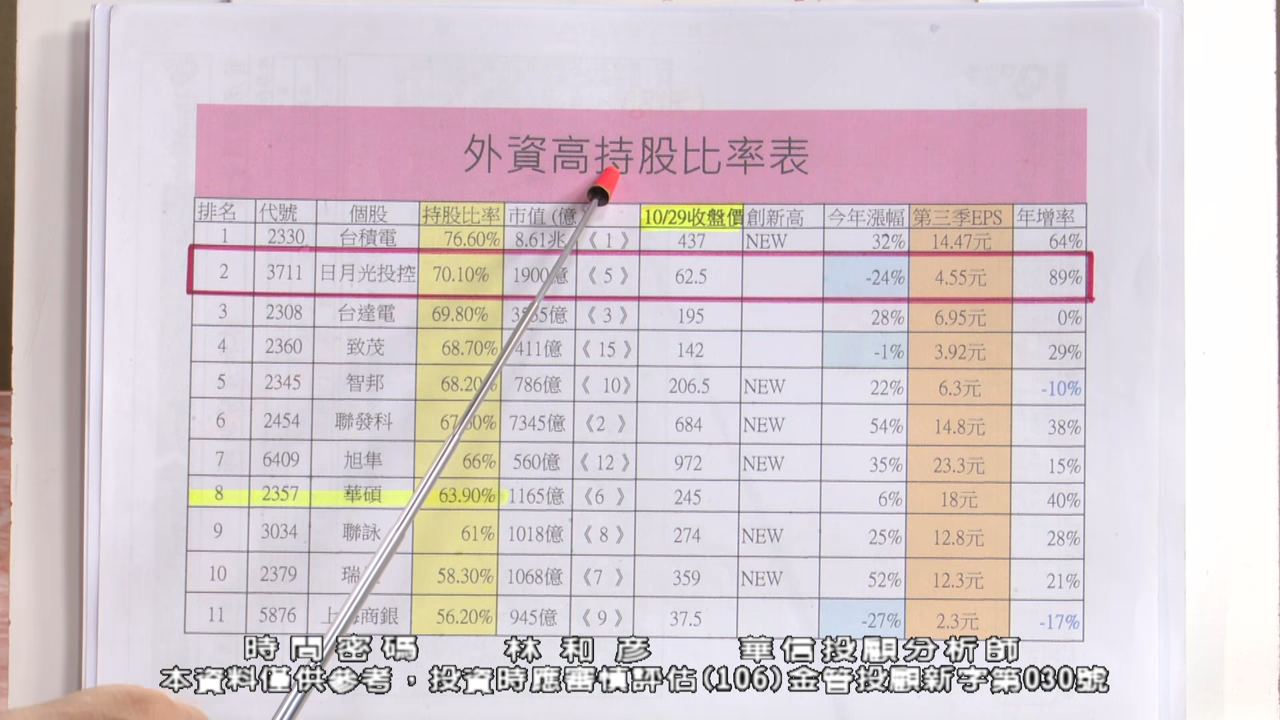 外資高持股比率表
排名 代號 個股 持股比率 市值 (億 10/29收盤價 創新高 今年漲幅 第三季EPS 年增率
1 2330 台積電 76.60% 8.61兆 《 1 》 437 NEW 32% 14.47元 64%
2 3711 日月光投控 70.10% 1900億 《 5 》 62.5 -24% 4.55元 89%
3 2308 台達電 69.80% 《 3 》 195 28% 6.95元 0%
4 2360 致茂 68.70% 411億 《 15 》 142 -1% 3.92元 29%
5 2345 智邦 68.20% 786億 《 10》 206.5 NEW 22% 6.3元 -10%
6 2454 聯發科 7345億 《2 》 684 NEW 54% 14.8元 38%
7 6409 旭隼 66% 560億 《 12 》 972 NEW 35% 23.3元 15%
8 2357 華碩 63.90% 1165億 《6 》 245 6% 18元 40%
9 3034 聯詠 61% 1018億 《 8 》 274 NEW 25% 12.8元 28%
10 2379 瑞 58.30% 1068億 《7 》 359 NEW 52% 12.3元 21%
11 5876 上海商銀 56.20% 945億 《 9 》 37.5 -27% 2.3元 -17%
時間密碼 林和彥 華信投顧分析師
本資料僅供參考，投資時應審慎評估(106)金管投顧新字第030號